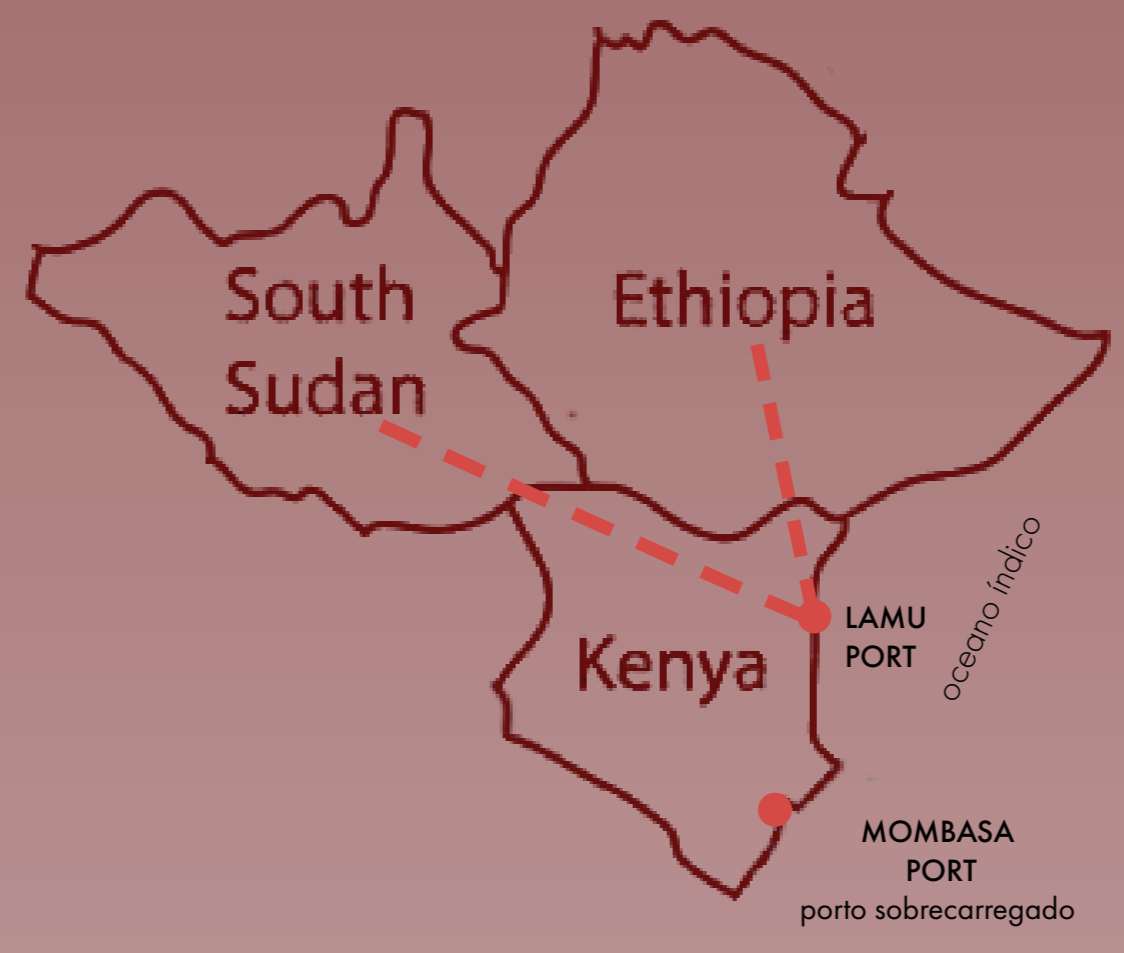 South
Sudan
Ethiopia
Kenya
LAMU
PORT
oceano índico
MOMBASA
PORT
porto sobrecarregado